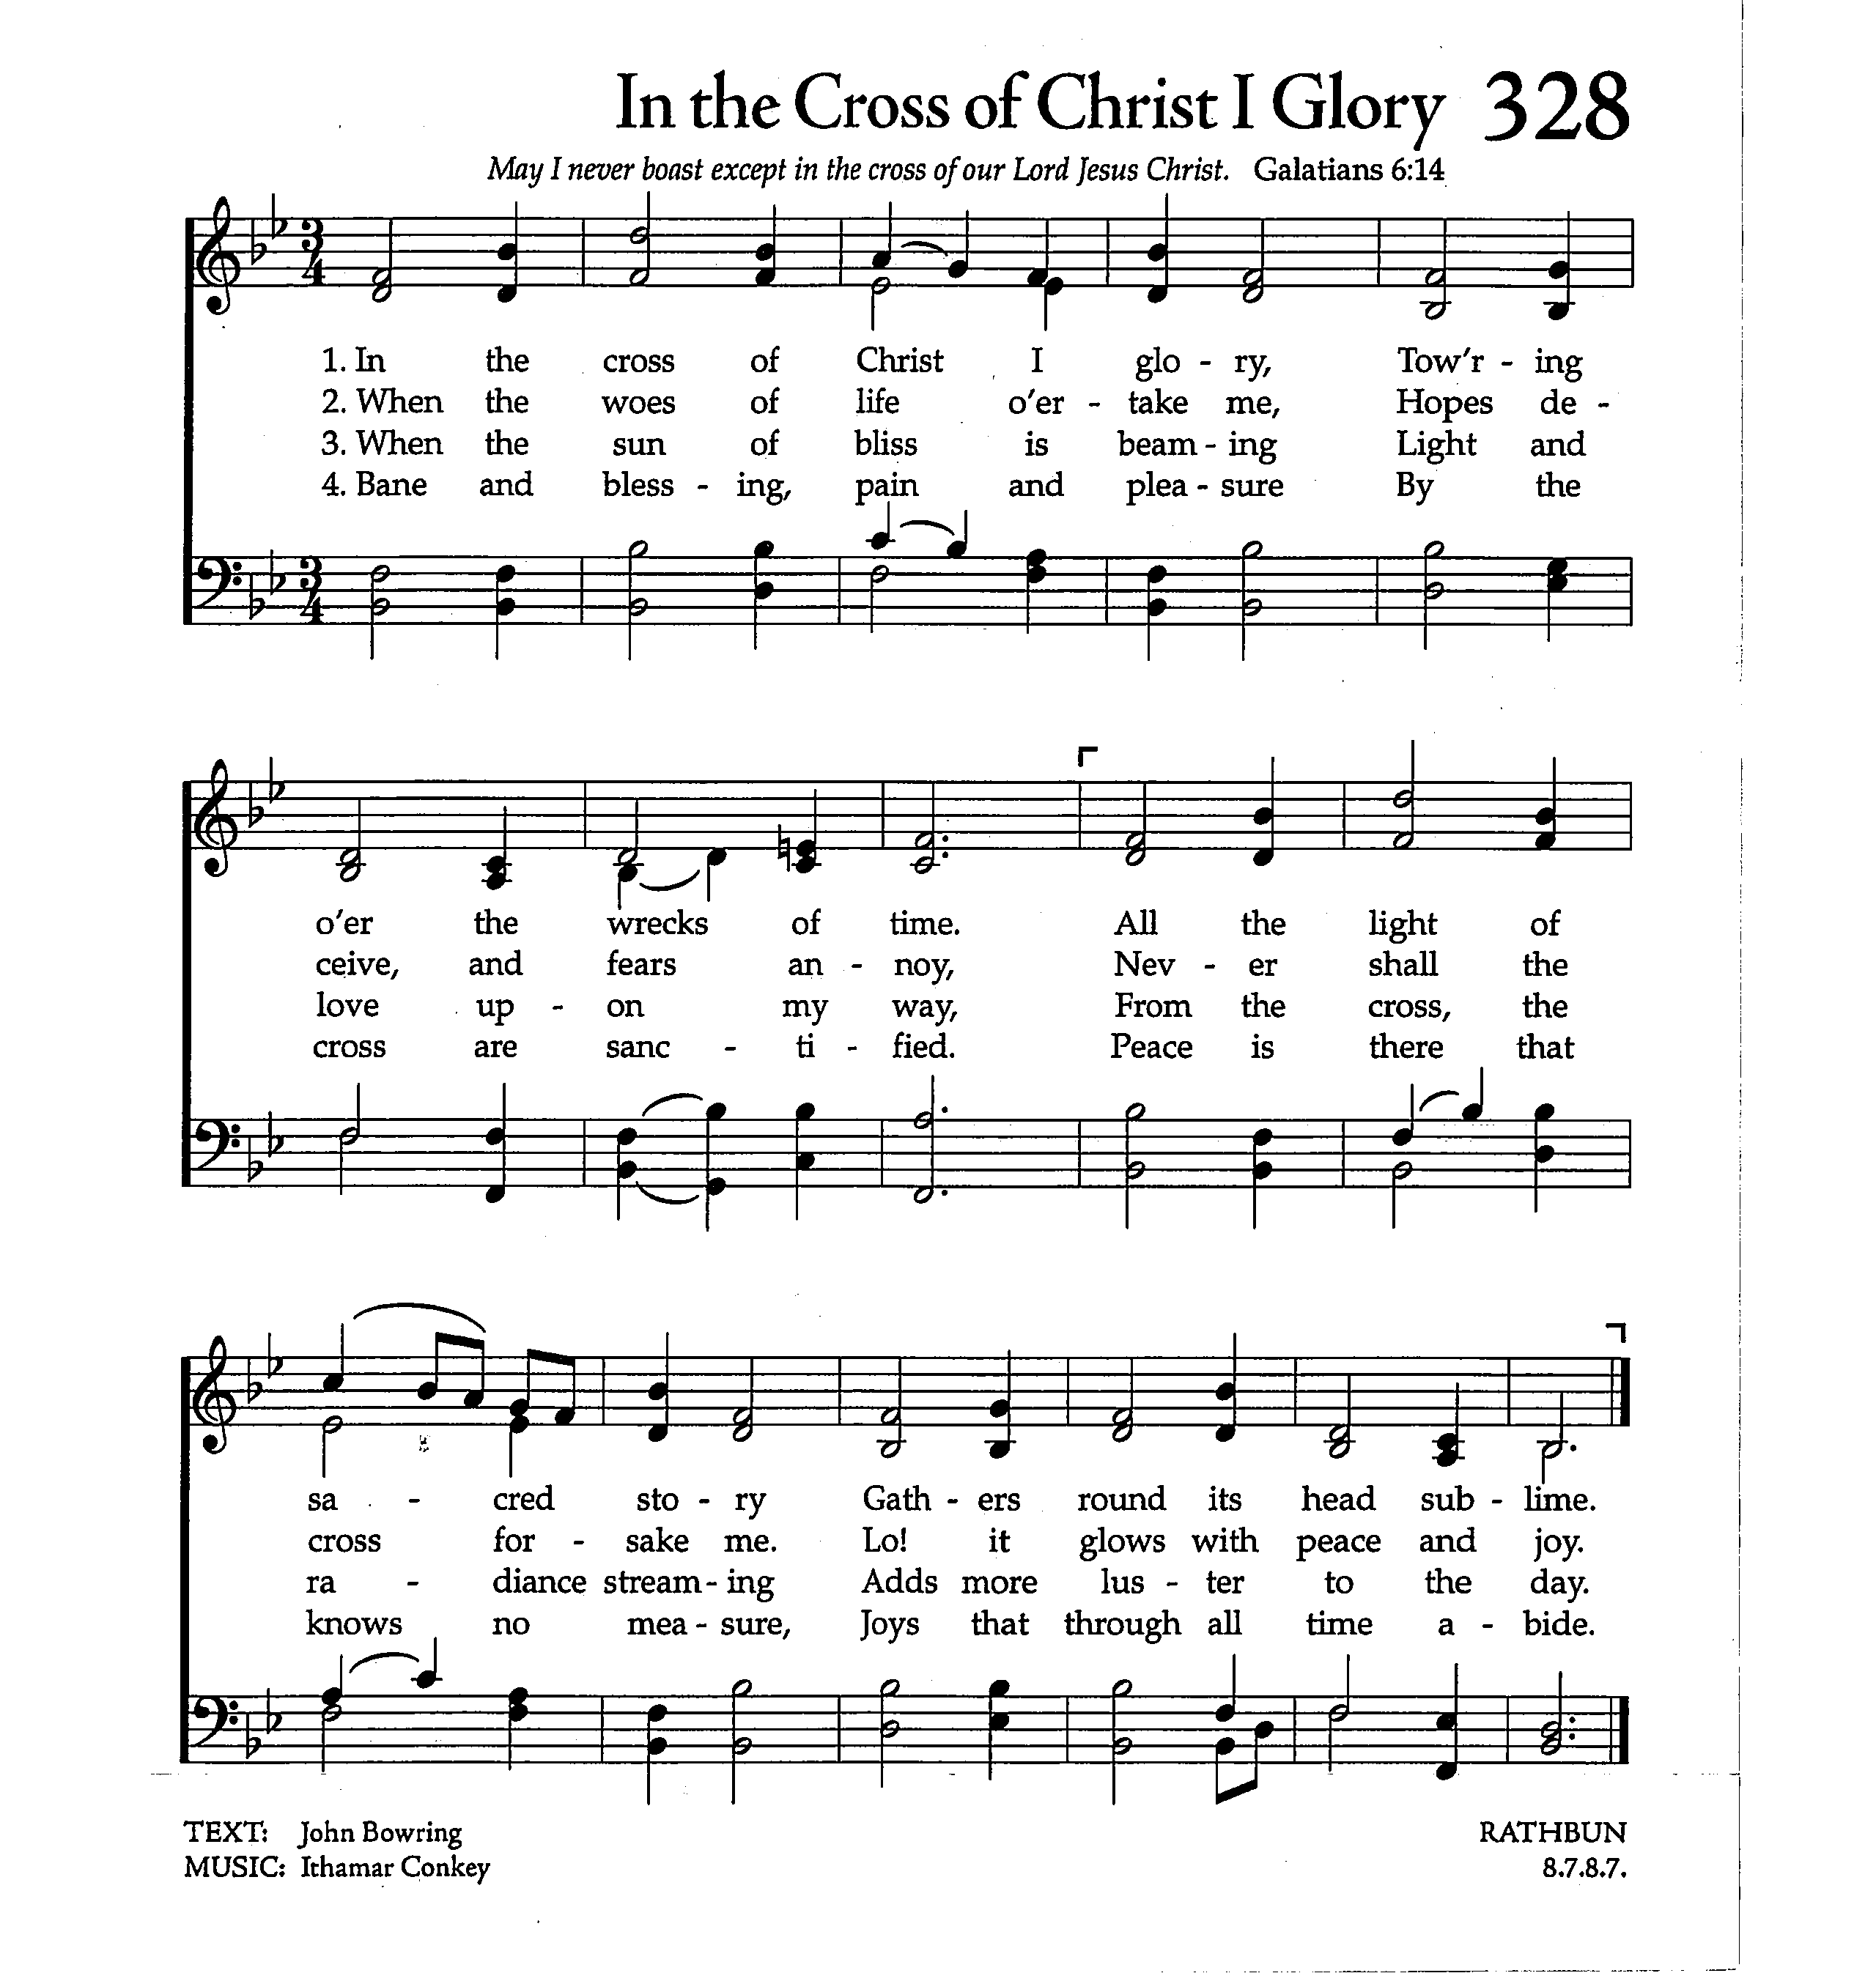 In the Cross of Christ I Glory 328
May I never boast except in the cross of our Lord Jesus Christ. Galatians 6:14
3 4
1. In the cross of Christ I glo - ry, Tow'r - ing
2. When the woes of life o'er - take me, Hopes de -
3. When the sun of bliss is beam - ing Light and
4. Bane and bless - ing, pain and plea - sure By the
3 4
o'er the wrecks of time. All the light of
ceive, and fears an - noy, Nev - er shall the
love up - on my way, From the cross, the
cross are sanc - ti - fied. Peace is there that
sa - cred sto - ry Gath - ers round its head sub - lime.
cross for - sake me. Lo! it glows with peace and joy.
ra - diance stream - ing Adds more lus - ter to the day.
knows no mea - sure, Joys that through all time a - bide.
TEXT: John Bowring RATHBUN
MUSIC: Ithamar Conkey 8.7.8.7.